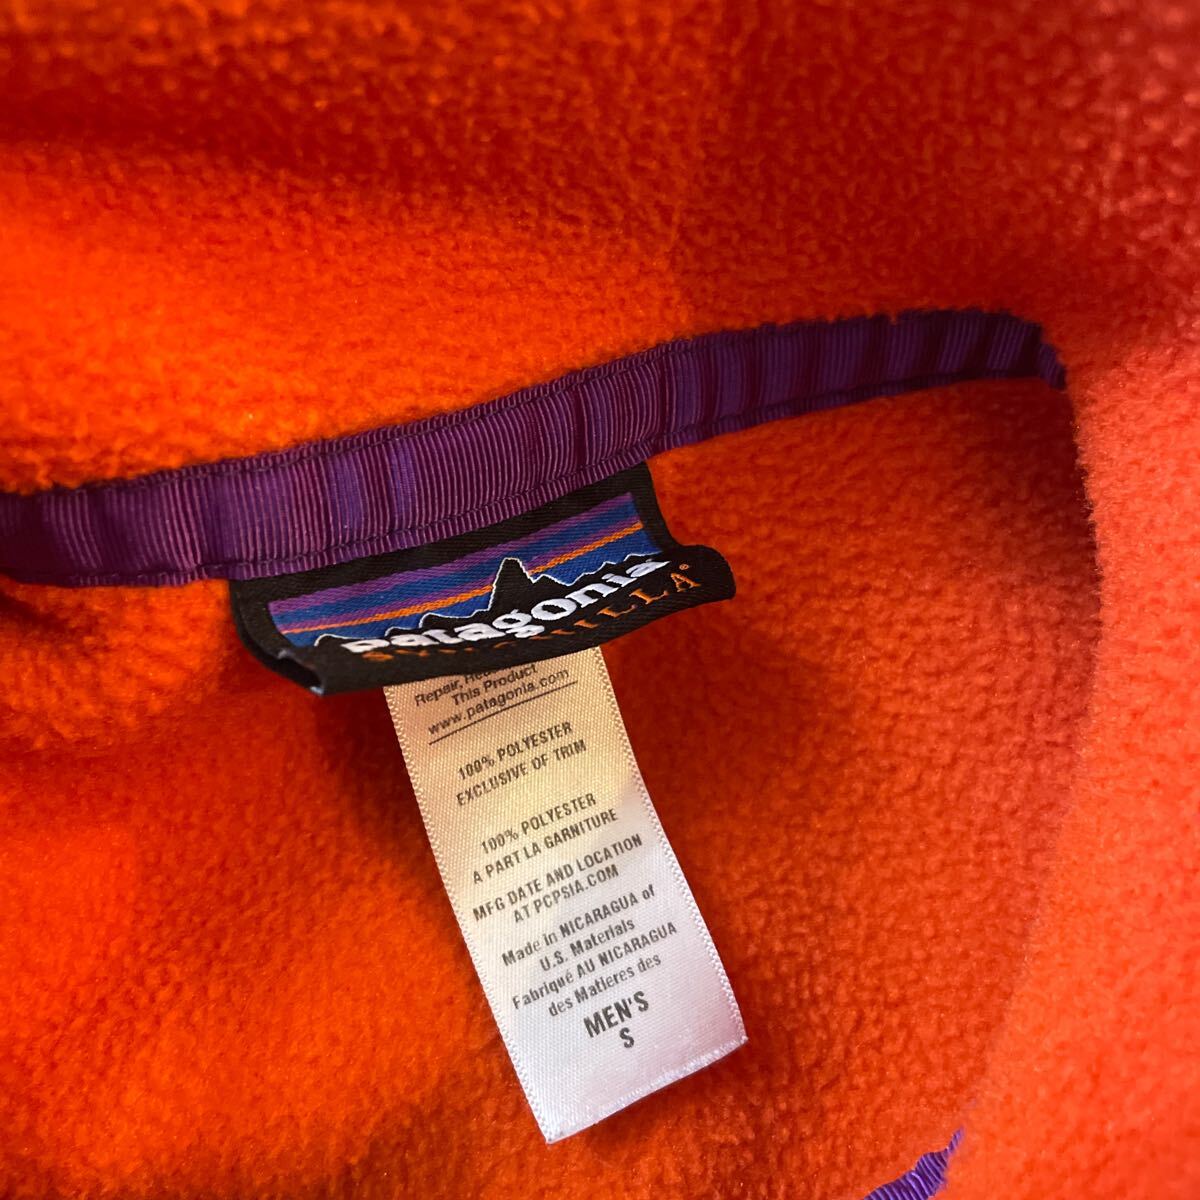 patagonia
SYNCHILLA®
Repair,
This Product
www.patagonia.com
100% POLYESTER
EXCLUSIVE OF TRIM
100% POLYESTER
A PART LA GARNITURE
MFG DATE AND LOCATION
AT PCPSIA.COM
Made in NICARAGUA of
U.S. Materials
Fabriqué AU NICARAGUA
des Matieres des
MEN'S
S